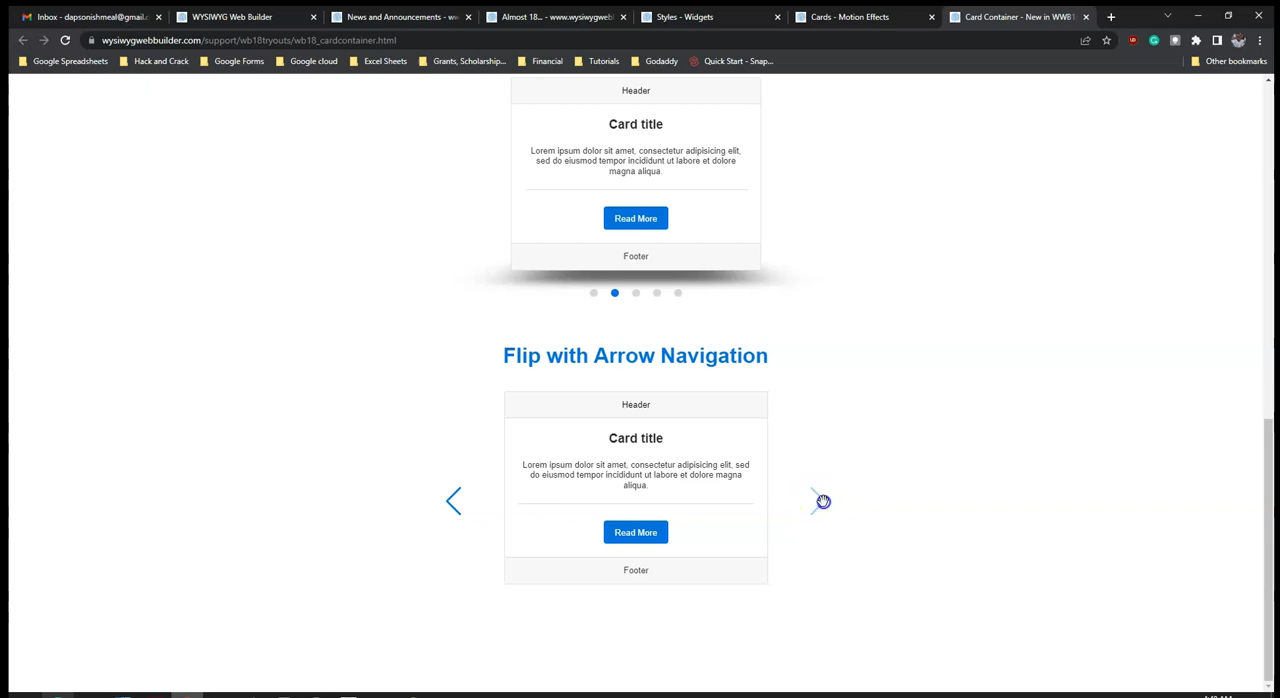 Inbox - dapsonishmeal@gmail.c
WYSIWYG Web Builder
News and Announcements - ww
Almost 18... - www.wysiwygwebl
Styles - Widgets
Cards - Motion Effects
Card Container - New in WWB1
wysiwygwebbuilder.com/support/wb18tryouts/wb18_cardcontainer.html
Google Spreadsheets
Hack and Crack
Google Forms
Google cloud
Excel Sheets
Grants, Scholarship...
Financial
Tutorials
Godaddy
Quick Start - Snap...
Other bookmarks
Header
Card title
Lorem ipsum dolor sit amet, consectetur adipisicing elit,
sed do eiusmod tempor incididunt ut labore et dolore
magna aliqua.
Read More
Footer
Flip with Arrow Navigation
Header
Card title
Lorem ipsum dolor sit amet, consectetur adipisicing elit, sed
do eiusmod tempor incididunt ut labore et dolore magna
aliqua.
Read More
Footer